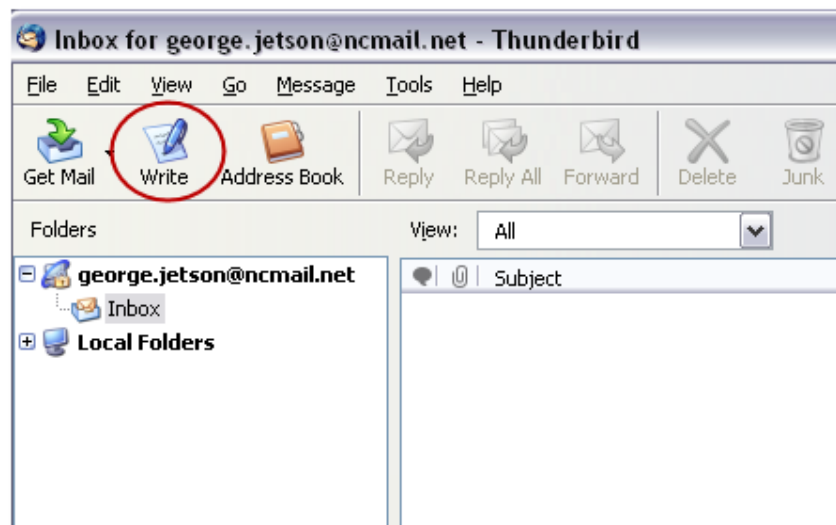 Inbox for george.jetson@ncmail.net - Thunderbird
File Edit View Go Message Tools Help
Get Mail Write Address Book Reply Reply All Forward Delete Junk
Folders View: All
george.jetson@ncmail.net Subject
Inbox
Local Folders